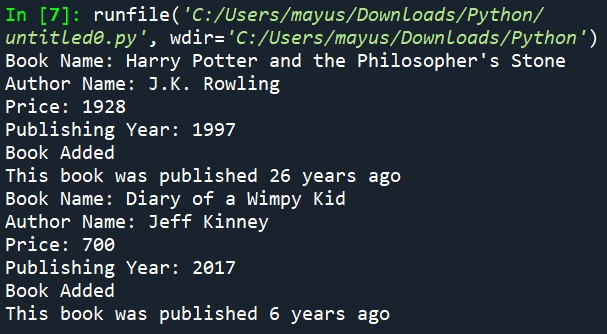 In [7]: runfile('C:/Users/mayus/Downloads/Python/
untitled0.py', wdir='C:/Users/mayus/Downloads/Python')
Book Name: Harry Potter and the Philosopher's Stone
Author Name: J.K. Rowling
Price: 1928
Publishing Year: 1997
Book Added
This book was published 26 years ago
Book Name: Diary of a Wimpy Kid
Author Name: Jeff Kinney
Price: 700
Publishing Year: 2017
Book Added
This book was published 6 years ago